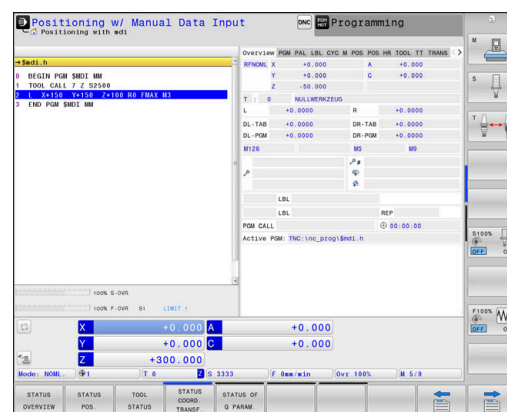 Positioning w/ Manual Data Input
Positioning with mdi
DNC Programming
→$mdi.h
0 BEGIN PGM $MDI MM
1 TOOL CALL 7 Z S2500
2 L X+150 Y+150 Z+100 R0 FMAX M3
3 END PGM $MDI MM
100% S-OVR
100% F-OVR S1 LIMIT 1
Overview PGM PAL LBL CYC M POS POS HR TOOL TT TRANS
RFNOML X +0.000 A +0.000
Y +0.000 C +0.000
Z -50.000
T : 0 NULLWERKZEUG
L +0.0000 R +0.0000
DL-TAB +0.0000 DR-TAB +0.0000
DL-PGM +0.0000 DR-PGM +0.0000
M126 M5 M9
LBL
LBL REP
PGM CALL 00:00:00
Active PGM: TNC:\nc_prog\$mdi.h
X +0.000 A +0.000
Y +0.000 C +0.000
Z +300.000
Mode: NOML. 1 T 0 Z S 3333 F 0mm/min Ovr 100% M 5/9
STATUS OVERVIEW
STATUS POS.
TOOL STATUS
STATUS COORD. TRANSF.
STATUS OF Q PARAM.
M
S
T
S100%
OFF
F100%
OFF